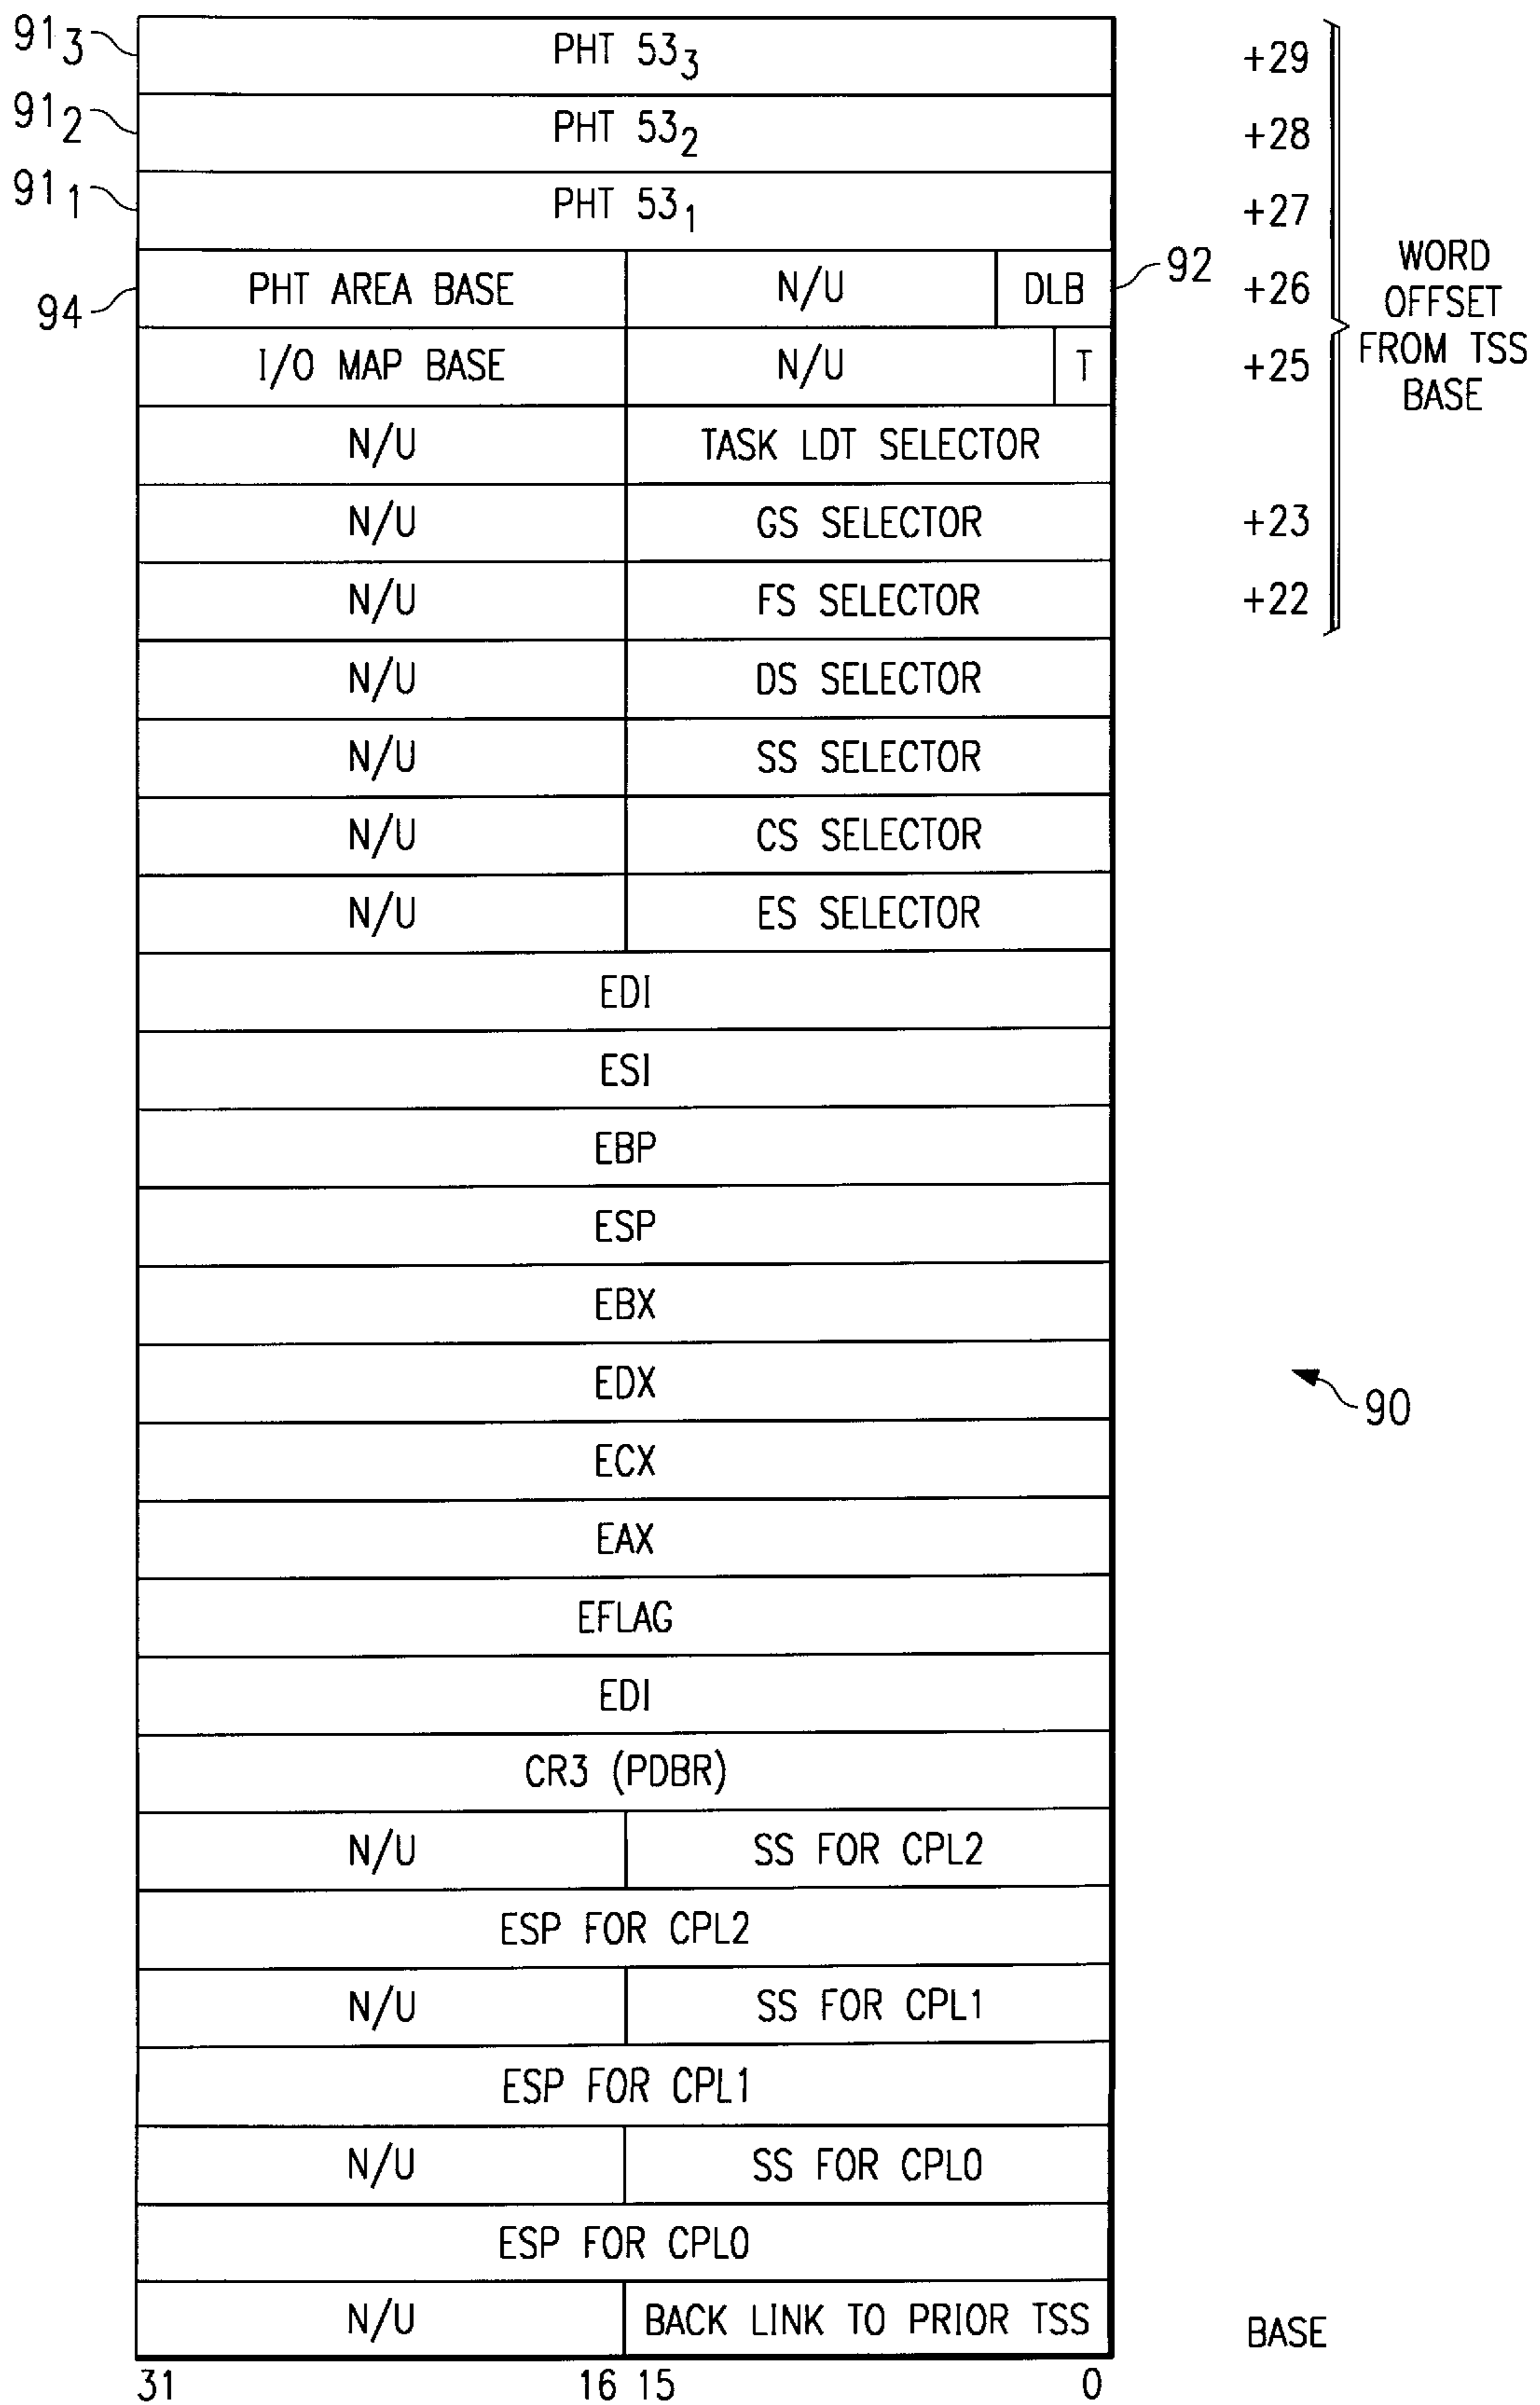 91₃ PHT 53₃ +29
91₂ PHT 53₂ +28
91₁ PHT 53₁ +27
94 PHT AREA BASE N/U DLB 92 +26
I/O MAP BASE N/U T +25
WORD
OFFSET
FROM TSS
BASE
N/U TASK LDT SELECTOR
N/U GS SELECTOR +23
N/U FS SELECTOR +22
N/U DS SELECTOR
N/U SS SELECTOR
N/U CS SELECTOR
N/U ES SELECTOR
EDI
ESI
EBP
ESP
EBX
EDX
90
ECX
EAX
EFLAG
EDI
CR3 (PDBR)
N/U SS FOR CPL2
ESP FOR CPL2
N/U SS FOR CPL1
ESP FOR CPL1
N/U SS FOR CPL0
ESP FOR CPL0
N/U BACK LINK TO PRIOR TSS BASE
31 16 15 0